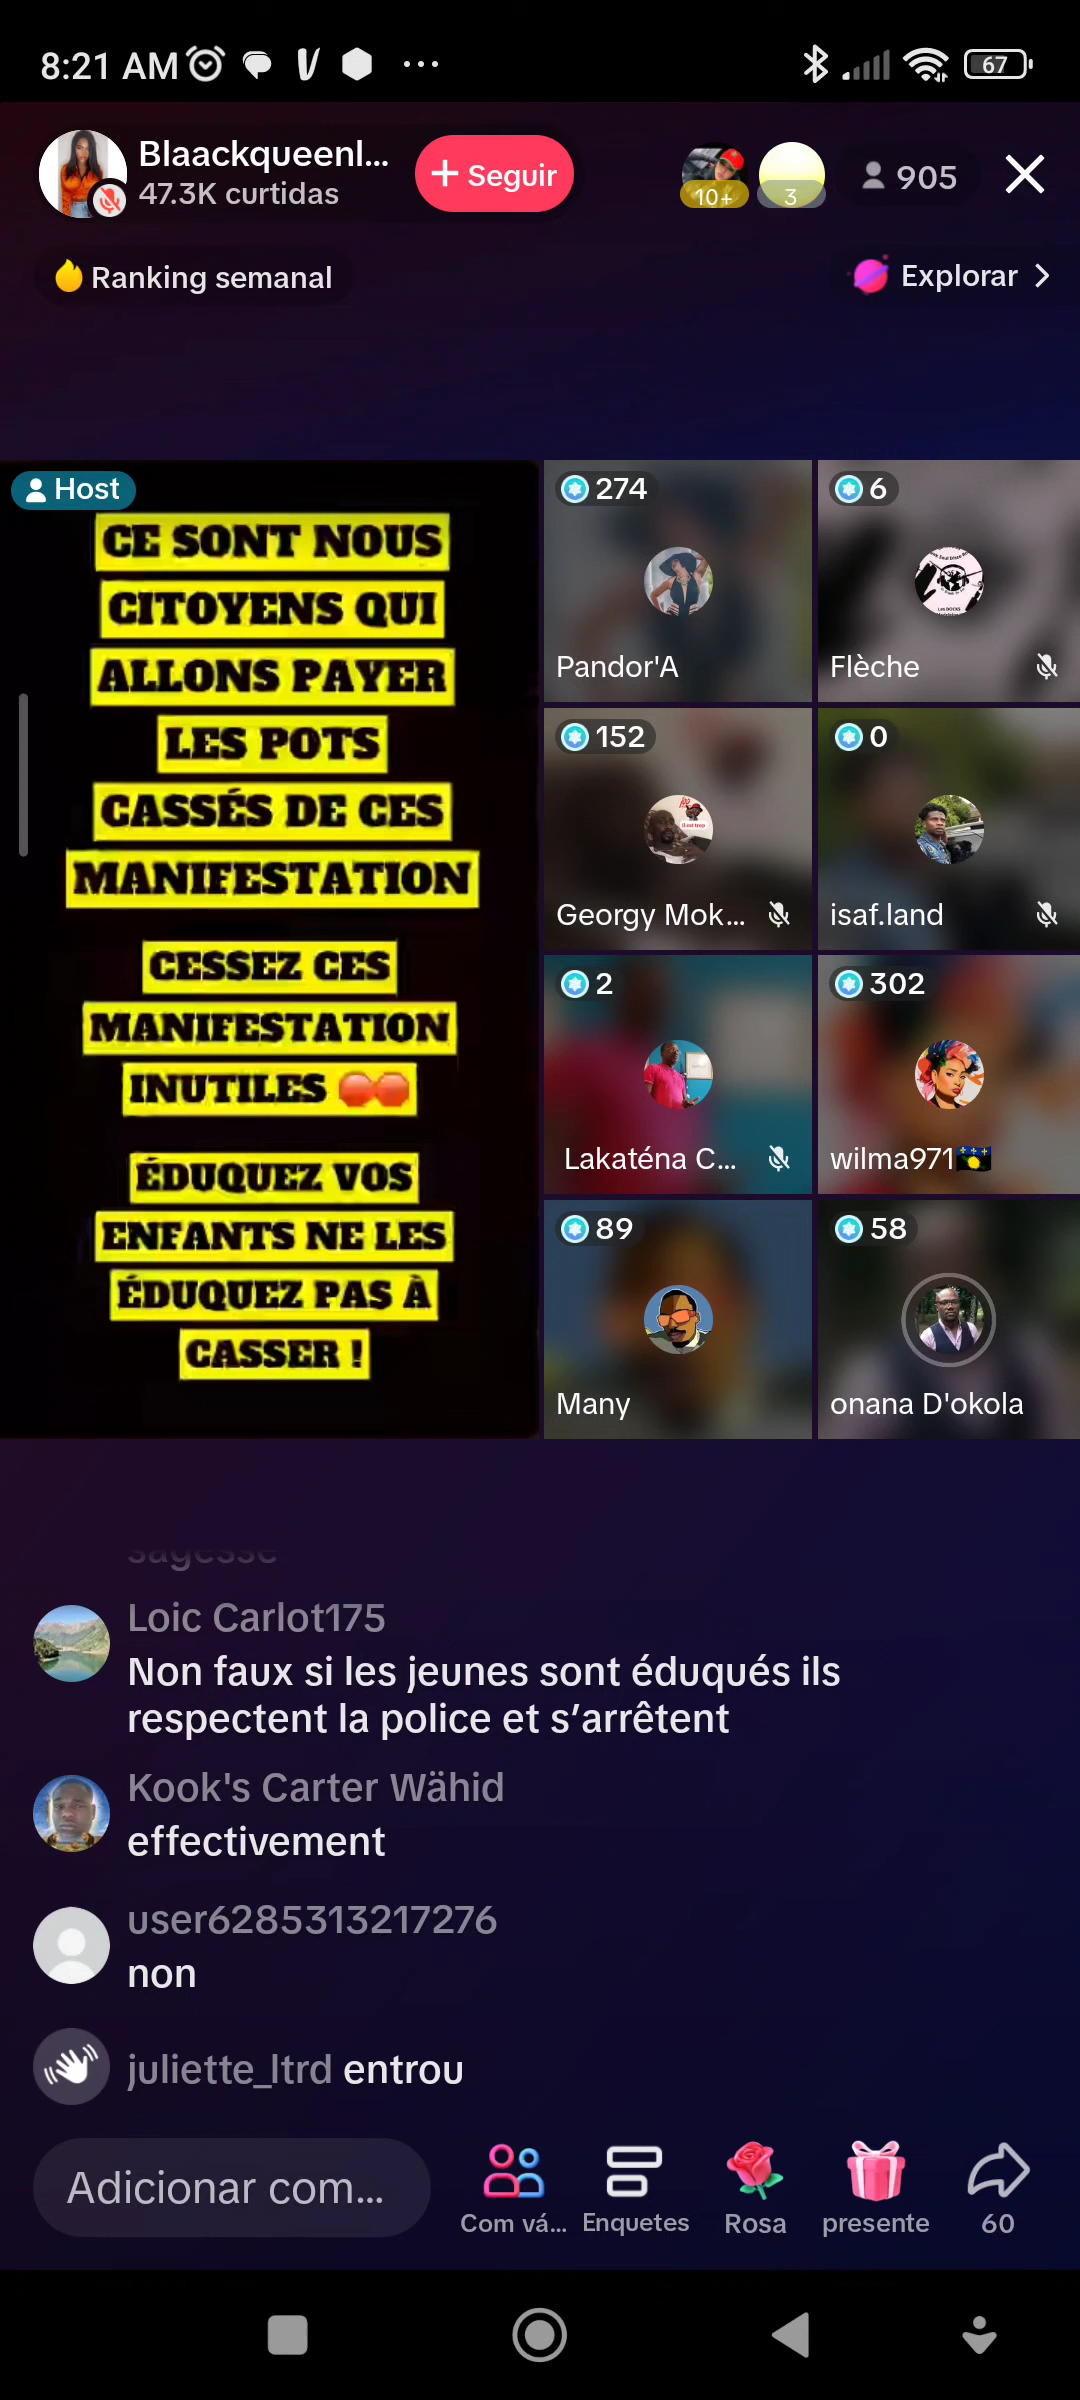 8:21 AM
67
Blaackqueenl...
47.3K curtidas
+ Seguir
10+
3
905
Ranking semanal
Explorar
Host
CE SONT NOUS
CITOYENS QUI
ALLONS PAYER
LES POTS
CASSÉS DE CES
MANIFESTATION
CESSEZ CES
MANIFESTATION
INUTILES
ÉDUQUEZ VOS
ENFANTS NE LES
ÉDUQUEZ PAS À
CASSER !
274
Pandor'A
6
Flèche
152
Georgy Mok...
0
isaf.land
2
Lakaténa C...
302
wilma971
89
Many
58
onana D'okola
sagesse
Loic Carlot175
Non faux si les jeunes sont éduqués ils
respectent la police et s’arrêtent
Kook's Carter Wähid
effectivement
user6285313217276
non
juliette_ltrd entrou
Adicionar com...
Com vá...
Enquetes
Rosa
presente
60